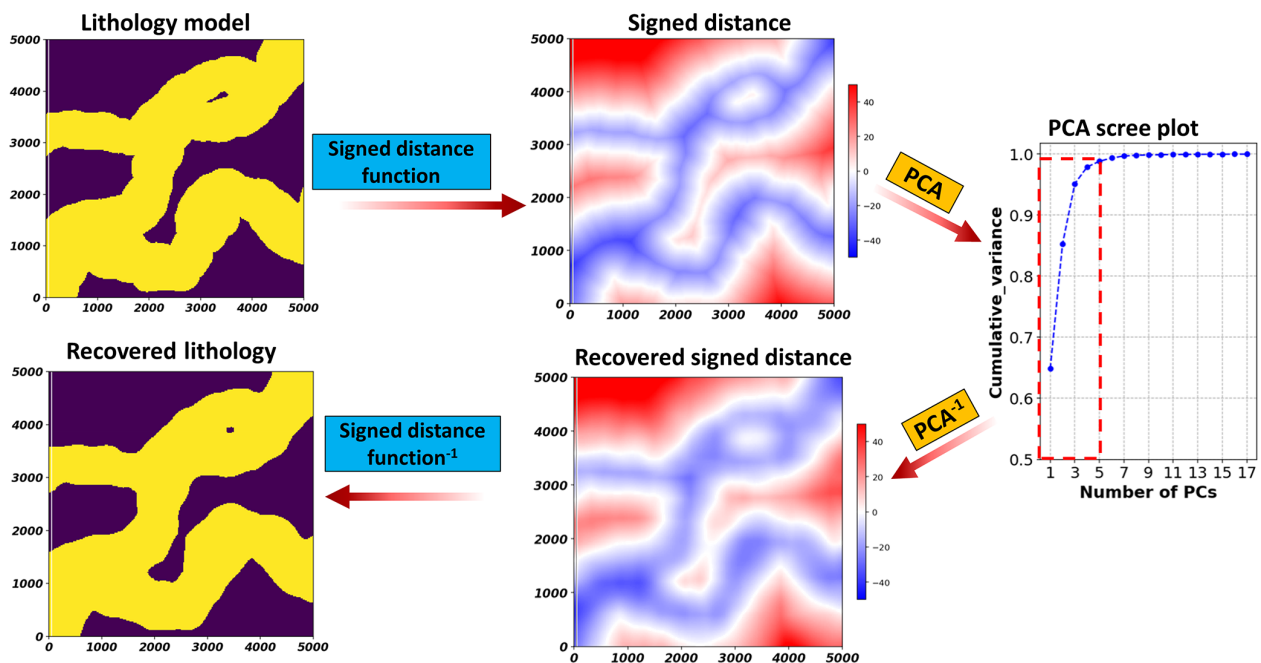 Lithology model
5000
4000
3000
2000
1000
0
0 1000 2000 3000 4000 5000
Signed distance
function
Signed distance
5000
4000
3000
2000
1000
0
0 1000 2000 3000 4000 5000
40
20
0
−20
−40
PCA
PCA scree plot
Cumulative_variance
1.0
0.9
0.8
0.7
0.6
0.5
1 3 5 7 9 11 13 15 17
Number of PCs
PCA-1
Recovered signed distance
5000
4000
3000
2000
1000
0
0 1000 2000 3000 4000 5000
40
20
0
−20
−40
Signed distance
function-1
Recovered lithology
5000
4000
3000
2000
1000
0
0 1000 2000 3000 4000 5000